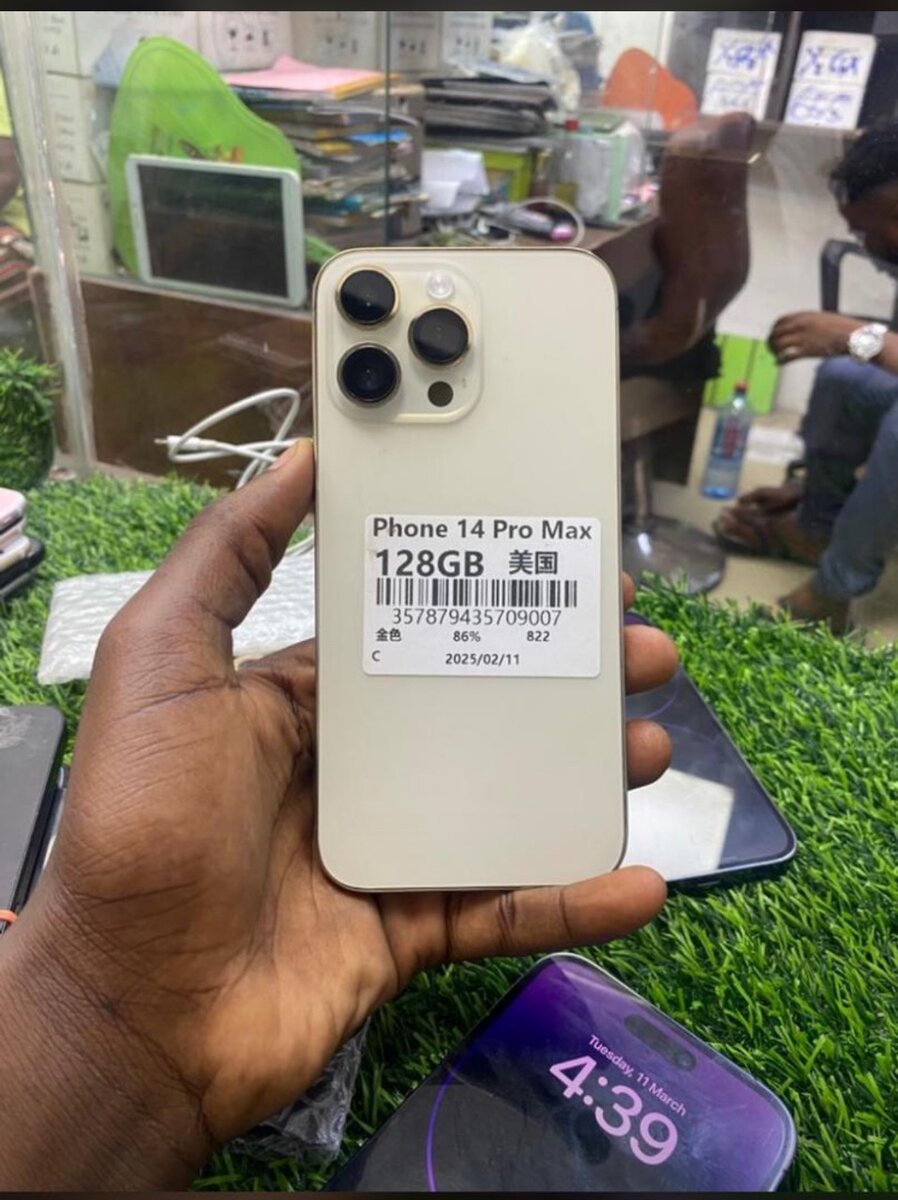 Phone 14 Pro Max
128GB 美国
357879435709007
金色 86% 822
C 2025/02/11
Tuesday, 11 March
4:39